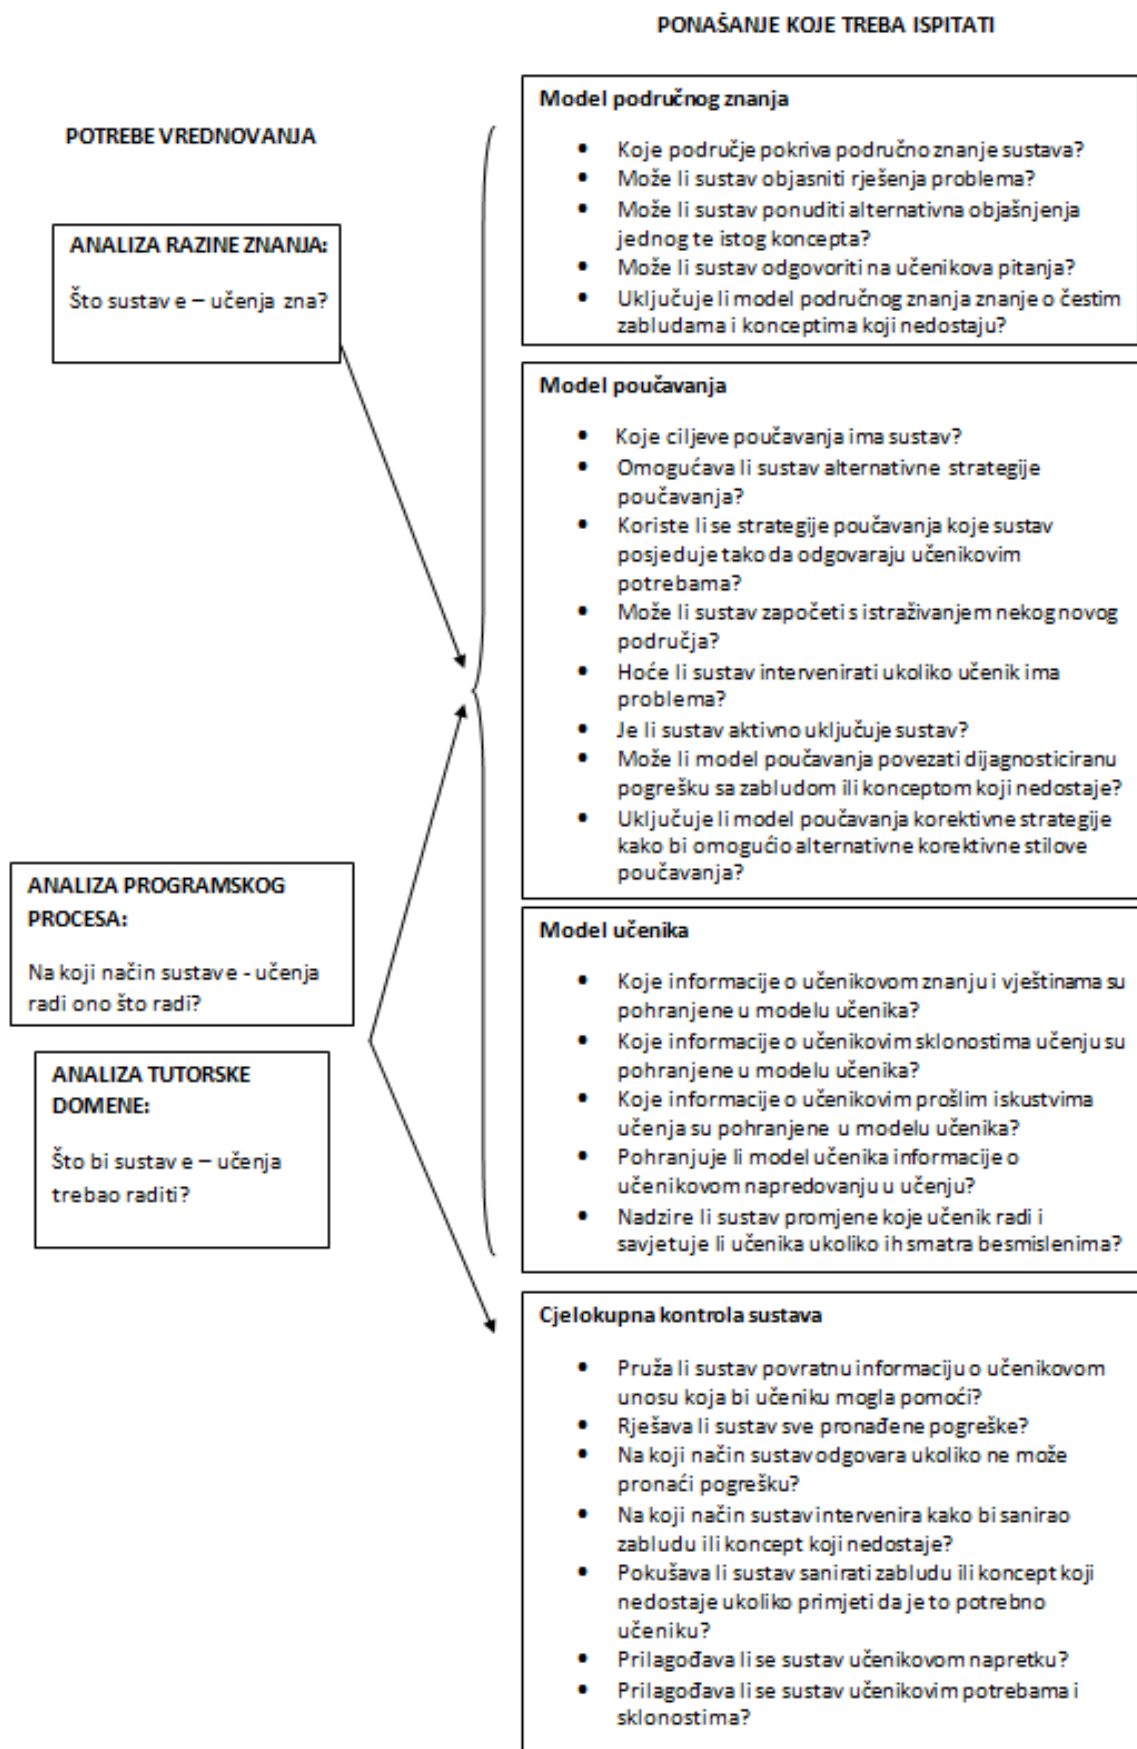 PONAŠANJE KOJE TREBA ISPITATI
POTREBE VREDNOVANJA
ANALIZA RAZINE ZNANJA:
Što sustav e – učenja zna?
ANALIZA PROGRAMSKOG
PROCESA:
Na koji način sustav e - učenja
radi ono što radi?
ANALIZA TUTORSKE
DOMENE:
Što bi sustav e – učenja
trebao raditi?
Model područnog znanja
• Koje područje pokriva područno znanje sustava?
• Može li sustav objasniti rješenja problema?
• Može li sustav ponuditi alternativna objašnjenja
jednog te istog koncepta?
• Može li sustav odgovoriti na učenikova pitanja?
• Uključuje li model područnog znanja znanje o čestim
zabludama i konceptima koji nedostaju?
Model poučavanja
• Koje ciljeve poučavanja ima sustav?
• Omogućava li sustav alternativne strategije
poučavanja?
• Koriste li se strategije poučavanja koje sustav
posjeduje tako da odgovaraju učenikovim
potrebama?
• Može li sustav započeti s istraživanjem nekog novog
područja?
• Hoće li sustav intervenirati ukoliko učenik ima
problema?
• Je li sustav aktivno uključuje sustav?
• Može li model poučavanja povezati dijagnosticiranu
pogrešku sa zabludom ili konceptom koji nedostaje?
• Uključuje li model poučavanja korektivne strategije
kako bi omogućio alternativne korektivne stilove
poučavanja?
Model učenika
• Koje informacije o učenikovom znanju i vještinama su
pohranjene u modelu učenika?
• Koje informacije o učenikovim sklonostima učenju su
pohranjene u modelu učenika?
• Koje informacije o učenikovim prošlim iskustvima
učenja su pohranjene u modelu učenika?
• Pohranjuje li model učenika informacije o
učenikovom napredovanju u učenju?
• Nadzire li sustav promjene koje učenik radi i
savjetuje li učenika ukoliko ih smatra besmislenima?
Cjelokupna kontrola sustava
• Pruža li sustav povratnu informaciju o učenikovom
unosu koja bi učeniku mogla pomoći?
• Rješava li sustav sve pronađene pogreške?
• Na koji način sustav odgovara ukoliko ne može
pronaći pogrešku?
• Na koji način sustav intervenira kako bi sanirao
zabludu ili koncept koji nedostaje?
• Pokušava li sustav sanirati zabludu ili koncept koji
nedostaje ukoliko primjeti da je to potrebno
učeniku?
• Prilagođava li se sustav učenikovom napretku?
• Prilagođava li se sustav učenikovim potrebama i
sklonostima?